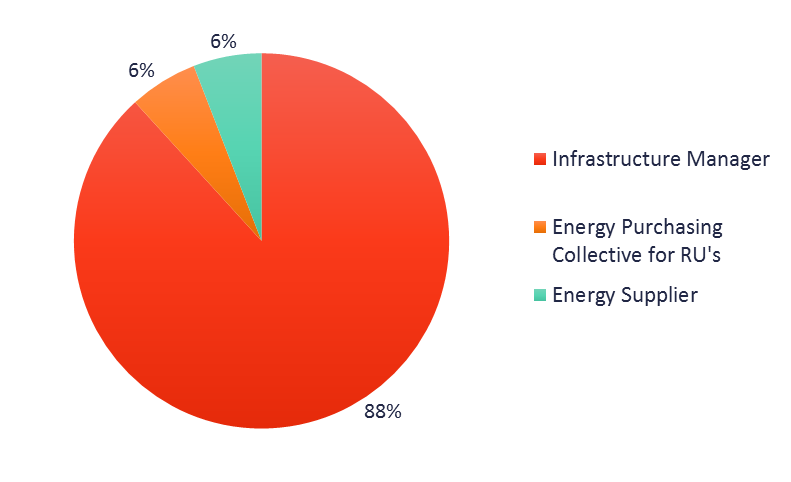 6%
6%
Infrastructure Manager
Energy Purchasing
Collective for RU's
Energy Supplier
88%